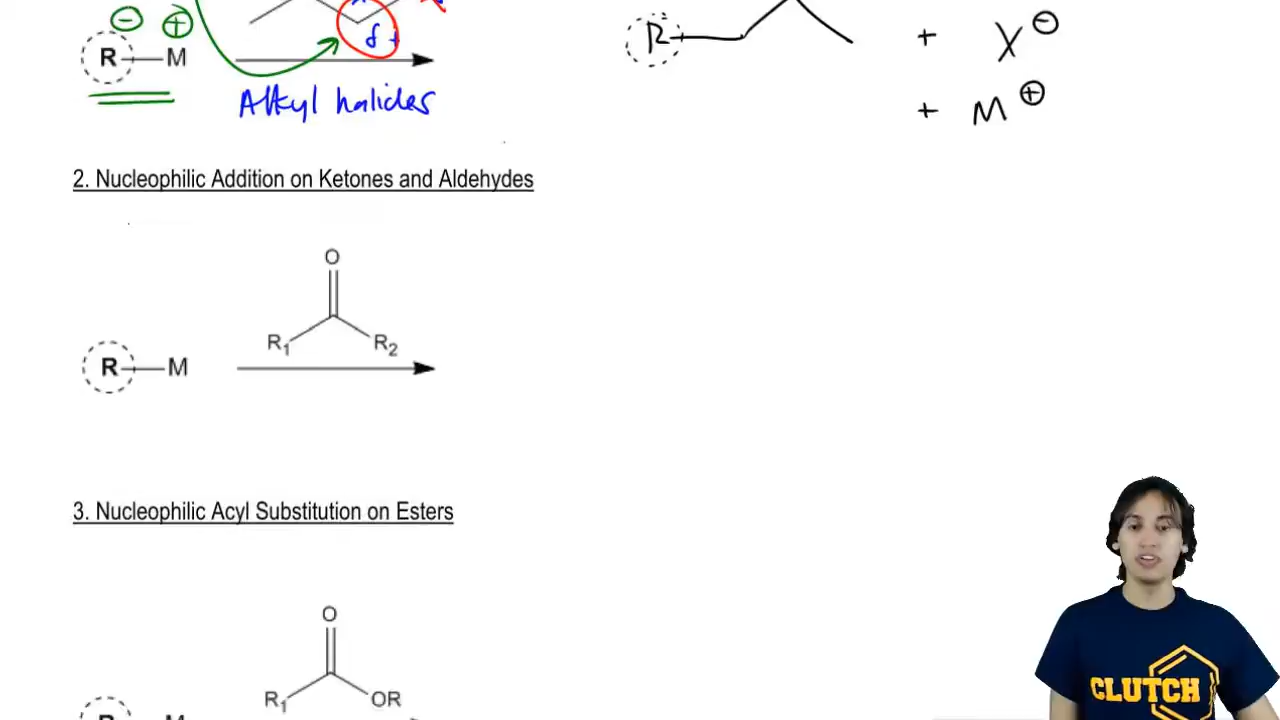 ⊖ ⊕
R—M
δ+
Alkyl halides
R
+ X⊖
+ M⊕
2. Nucleophilic Addition on Ketones and Aldehydes
O
R₁ R₂
R—M
3. Nucleophilic Acyl Substitution on Esters
O
R₁ OR
R M
CLUTCH